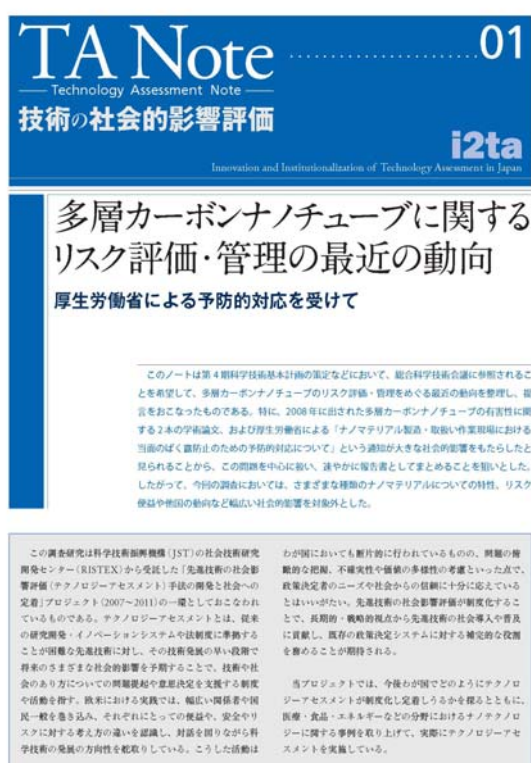 TA Note
01
Technology Assessment Note
技術の社会的影響評価
i2ta
Innovation and Institutionalization of Technology Assessment in Japan
多層カーボンナノチューブに関する
リスク評価・管理の最近の動向
厚生労働省による予防的対応を受けて
このノートは第4期科学技術基本計画の策定などにおいて、総合科学技術会議に参照されるこ
とを希望して、多層カーボンナノチューブのリスク評価・管理をめぐる最近の動向を整理し、提
言をおこなったものである。特に、2008年に出された多層カーボンナノチューブの有害性に関
する2本の学術論文、および厚生労働省による「ナノマテリアル製造・取扱い作業現場における
当面のばく露防止のための予防的対応について」という通知が大きな社会的影響をもたらしたと
見られることから、この問題を中心に扱い、速やかに報告書としてまとめることを狙いとした。
したがって、今回の調査においては、さまざまな種類のナノマテリアルについての特性、リスク
便益や他国の動向など幅広い社会的影響を対象外とした。
この調査研究は科学技術振興機構（JST）の社会技術研究
開発センター（RISTEX）から受託した「先進技術の社会影
響評価（テクノロジーアセスメント）手法の開発と社会への
定着」プロジェクト（2007〜2011）の一環としておこなわれ
ているものである。テクノロジーアセスメントとは、従来
の研究開発・イノベーションシステムや法制度に準拠する
ことが困難な先進技術に対し、その技術発展の早い段階で
将来のさまざまな社会的影響を予期することで、技術や社
会のあり方についての問題提起や意思決定を支援する制度
や活動を指す。欧米における実践では、幅広い関係者や国
民一般を巻き込み、それぞれにとっての便益や、安全やリ
スクに対する考え方の違いを認識し、対話を図りながら科
学技術の発展の方向性を舵取りしている。こうした活動は
わが国においても断片的に行われているものの、問題の俯
瞰的な把握、不確実性や価値の多様性の考慮といった点で、
政策決定者のニーズや社会からの信頼に十分に応えている
とはいいがたい。先進技術の社会影響評価が制度化するこ
とで、長期的・戦略的視点から先進技術の社会導入や普及
に貢献し、既存の政策決定システムに対する補完的な役割
を務めることが期待される。
当プロジェクトでは、今後わが国でどのようにテクノロ
ジーアセスメントが制度化し定着しうるかを探るとともに、
医療・食品・エネルギーなどの分野におけるナノテクノロ
ジーに関する事例を取り上げて、実際にテクノロジーアセ
スメントを実施している。